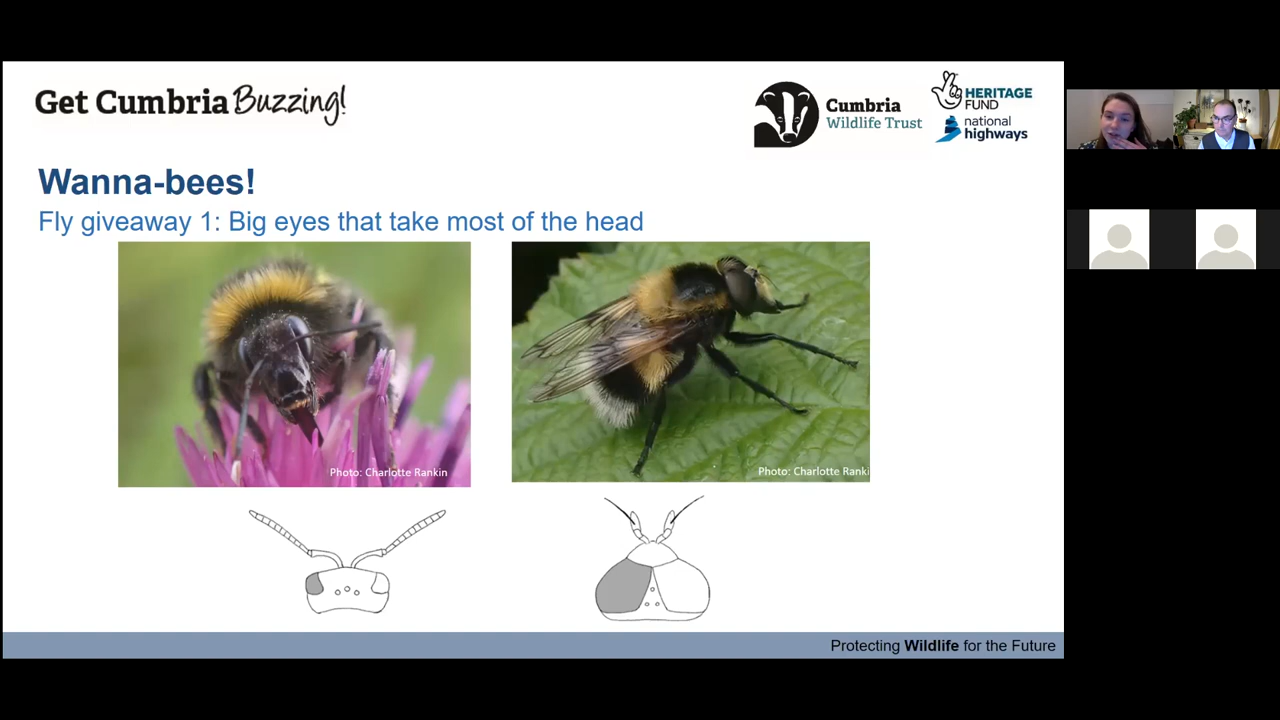 Get Cumbria Buzzing!
Cumbria
Wildlife Trust
HERITAGE
FUND
national
highways
Wanna-bees!
Fly giveaway 1: Big eyes that take most of the head
Photo: Charlotte Rankin
Photo: Charlotte Ranki
Protecting Wildlife for the Future